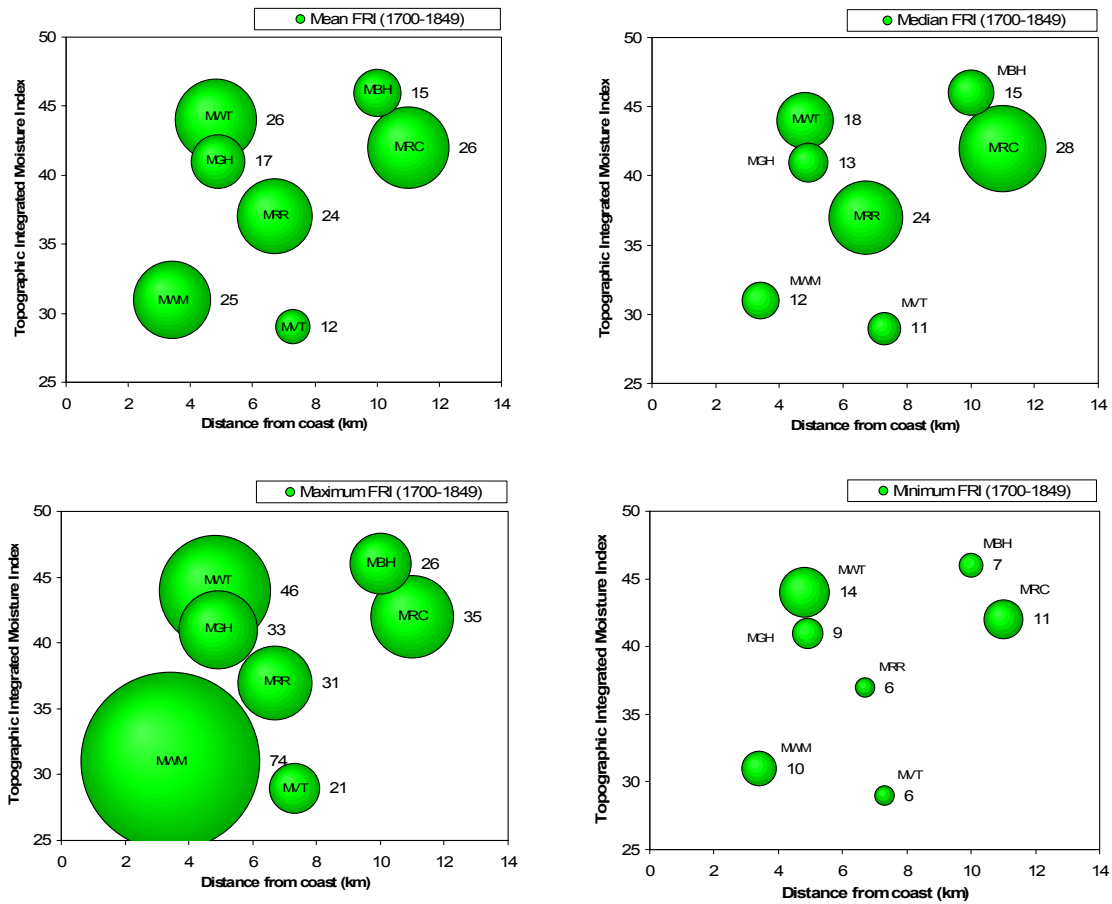 Mean FRI (1700-1849)
Topographic Integrated Moisture Index
50
45
40
35
30
25
MBH 15
MWT 26
MRC 26
MGH 17
MRR 24
MWM 25
MVT 12
0 2 4 6 8 10 12 14
Distance from coast (km)
Median FRI (1700-1849)
Topographic Integrated Moisture Index
50
45
40
35
30
25
MBH
15
MWT 18
MRC 28
MGH 13
MRR 24
MWM
12
MVT
11
0 2 4 6 8 10 12 14
Distance from coast (km)
Maximum FRI (1700-1849)
Topographic Integrated Moisture Index
50
45
40
35
30
25
MBH 26
MWT 46
MRC 35
MGH 33
MRR 31
MWM 74
MVT 21
0 2 4 6 8 10 12 14
Distance from coast (km)
Minimum FRI (1700-1849)
Topographic Integrated Moisture Index
50
45
40
35
30
25
MBH
7
MWT
14
MRC
11
MGH 9
MRR
6
MWM
10
MVT
6
0 2 4 6 8 10 12 14
Distance from coast (km)